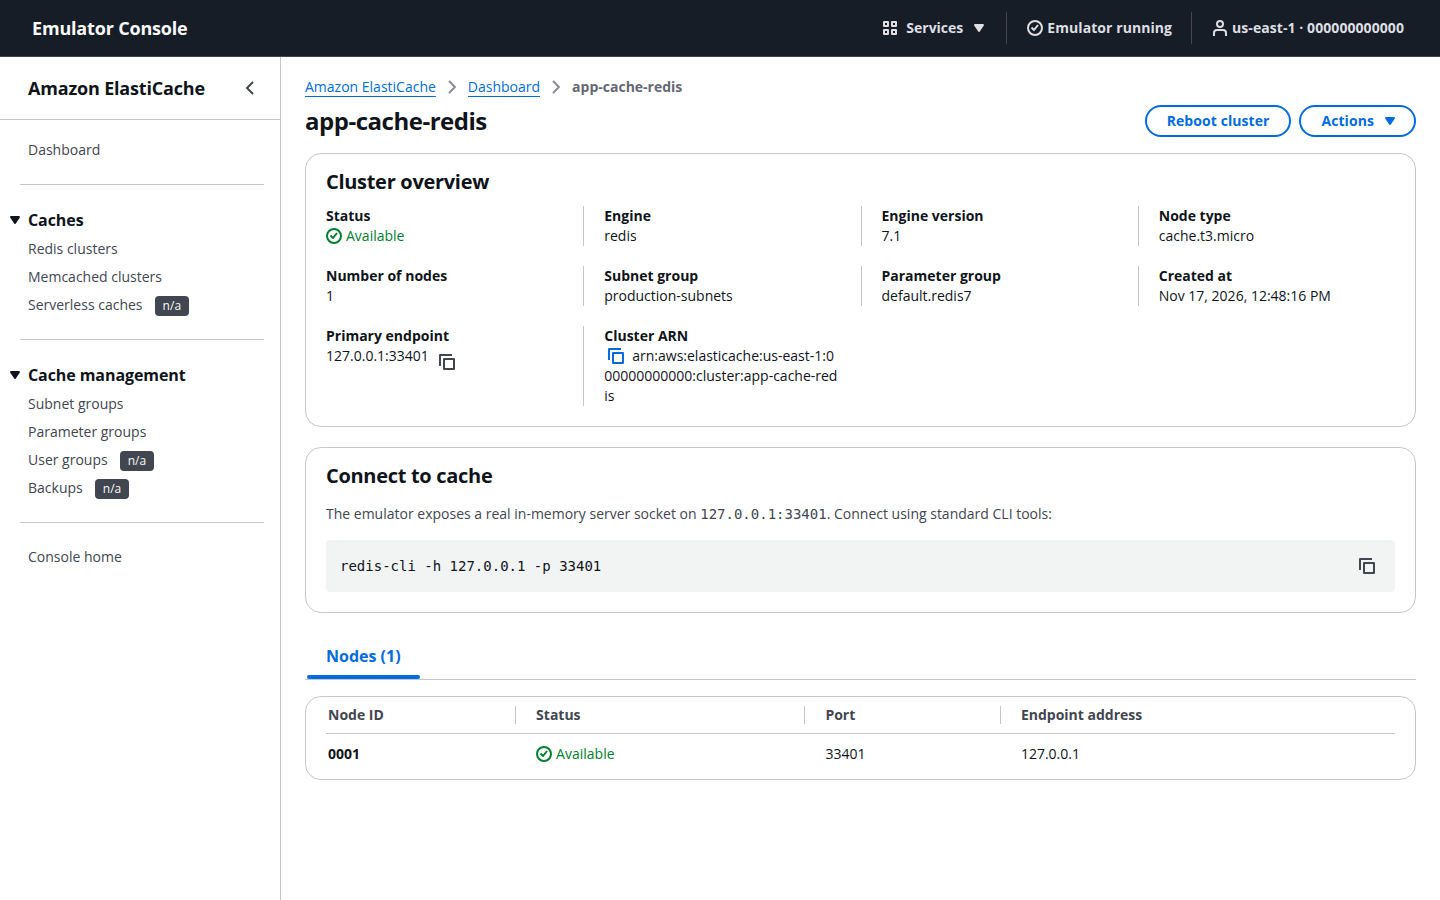 Emulator Console
Services
Emulator running
us-east-1 · 000000000000
Amazon ElastiCache
Dashboard
Caches
Redis clusters
Memcached clusters
Serverless caches n/a
Cache management
Subnet groups
Parameter groups
User groups n/a
Backups n/a
Console home
Amazon ElastiCache > Dashboard > app-cache-redis
app-cache-redis
Reboot cluster
Actions
Cluster overview
Status
Available
Engine
redis
Engine version
7.1
Node type
cache.t3.micro
Number of nodes
1
Subnet group
production-subnets
Parameter group
default.redis7
Created at
Nov 17, 2026, 12:48:16 PM
Primary endpoint
127.0.0.1:33401
Cluster ARN
arn:aws:elasticache:us-east-1:0
00000000000:cluster:app-cache-red
is
Connect to cache
The emulator exposes a real in-memory server socket on 127.0.0.1:33401. Connect using standard CLI tools:
redis-cli -h 127.0.0.1 -p 33401
Nodes (1)
Node ID Status Port Endpoint address
0001 Available 33401 127.0.0.1